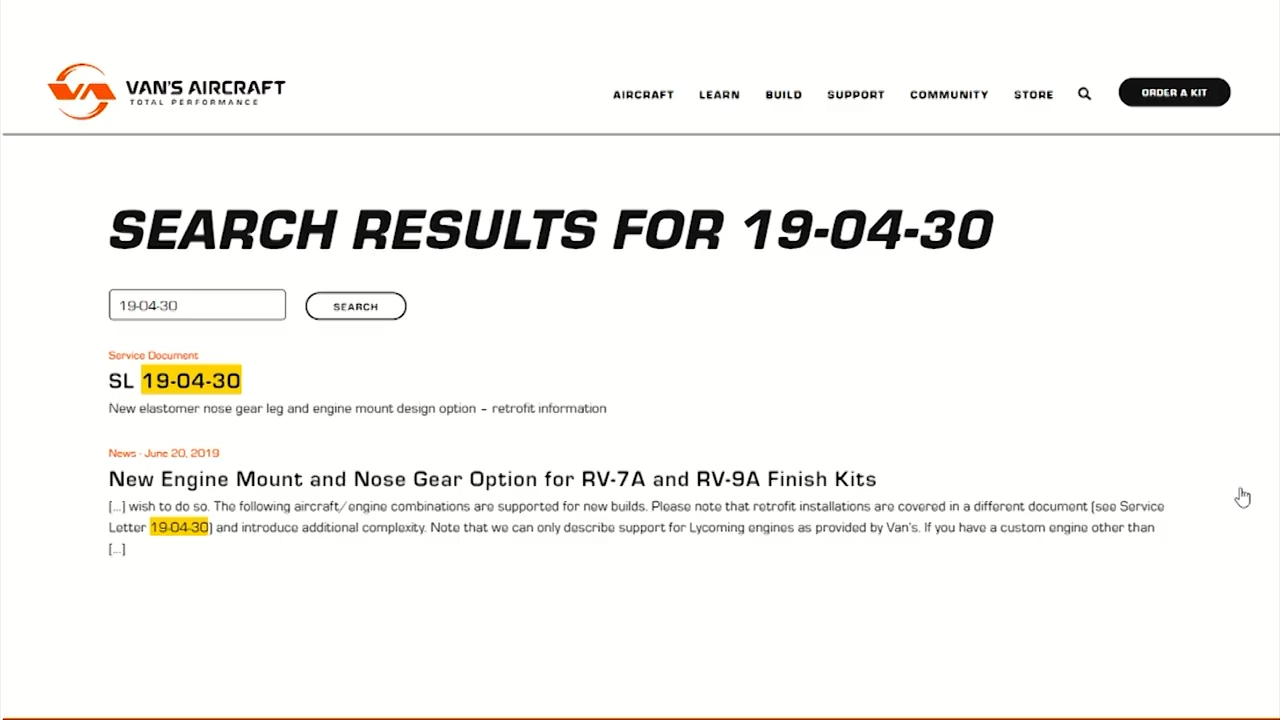 VAN'S AIRCRAFT
TOTAL PERFORMANCE
AIRCRAFT LEARN BUILD SUPPORT COMMUNITY STORE ORDER A KIT
SEARCH RESULTS FOR 19-04-30
19-04-30 SEARCH
Service Document
SL 19-04-30
New elastomer nose gear leg and engine mount design option – retrofit information
News · June 20, 2019
New Engine Mount and Nose Gear Option for RV-7A and RV-9A Finish Kits
[...] wish to do so. The following aircraft/engine combinations are supported for new builds. Please note that retrofit installations are covered in a different document (see Service
Letter 19-04-30) and introduce additional complexity. Note that we can only describe support for Lycoming engines as provided by Van's. If you have a custom engine other than
[...]